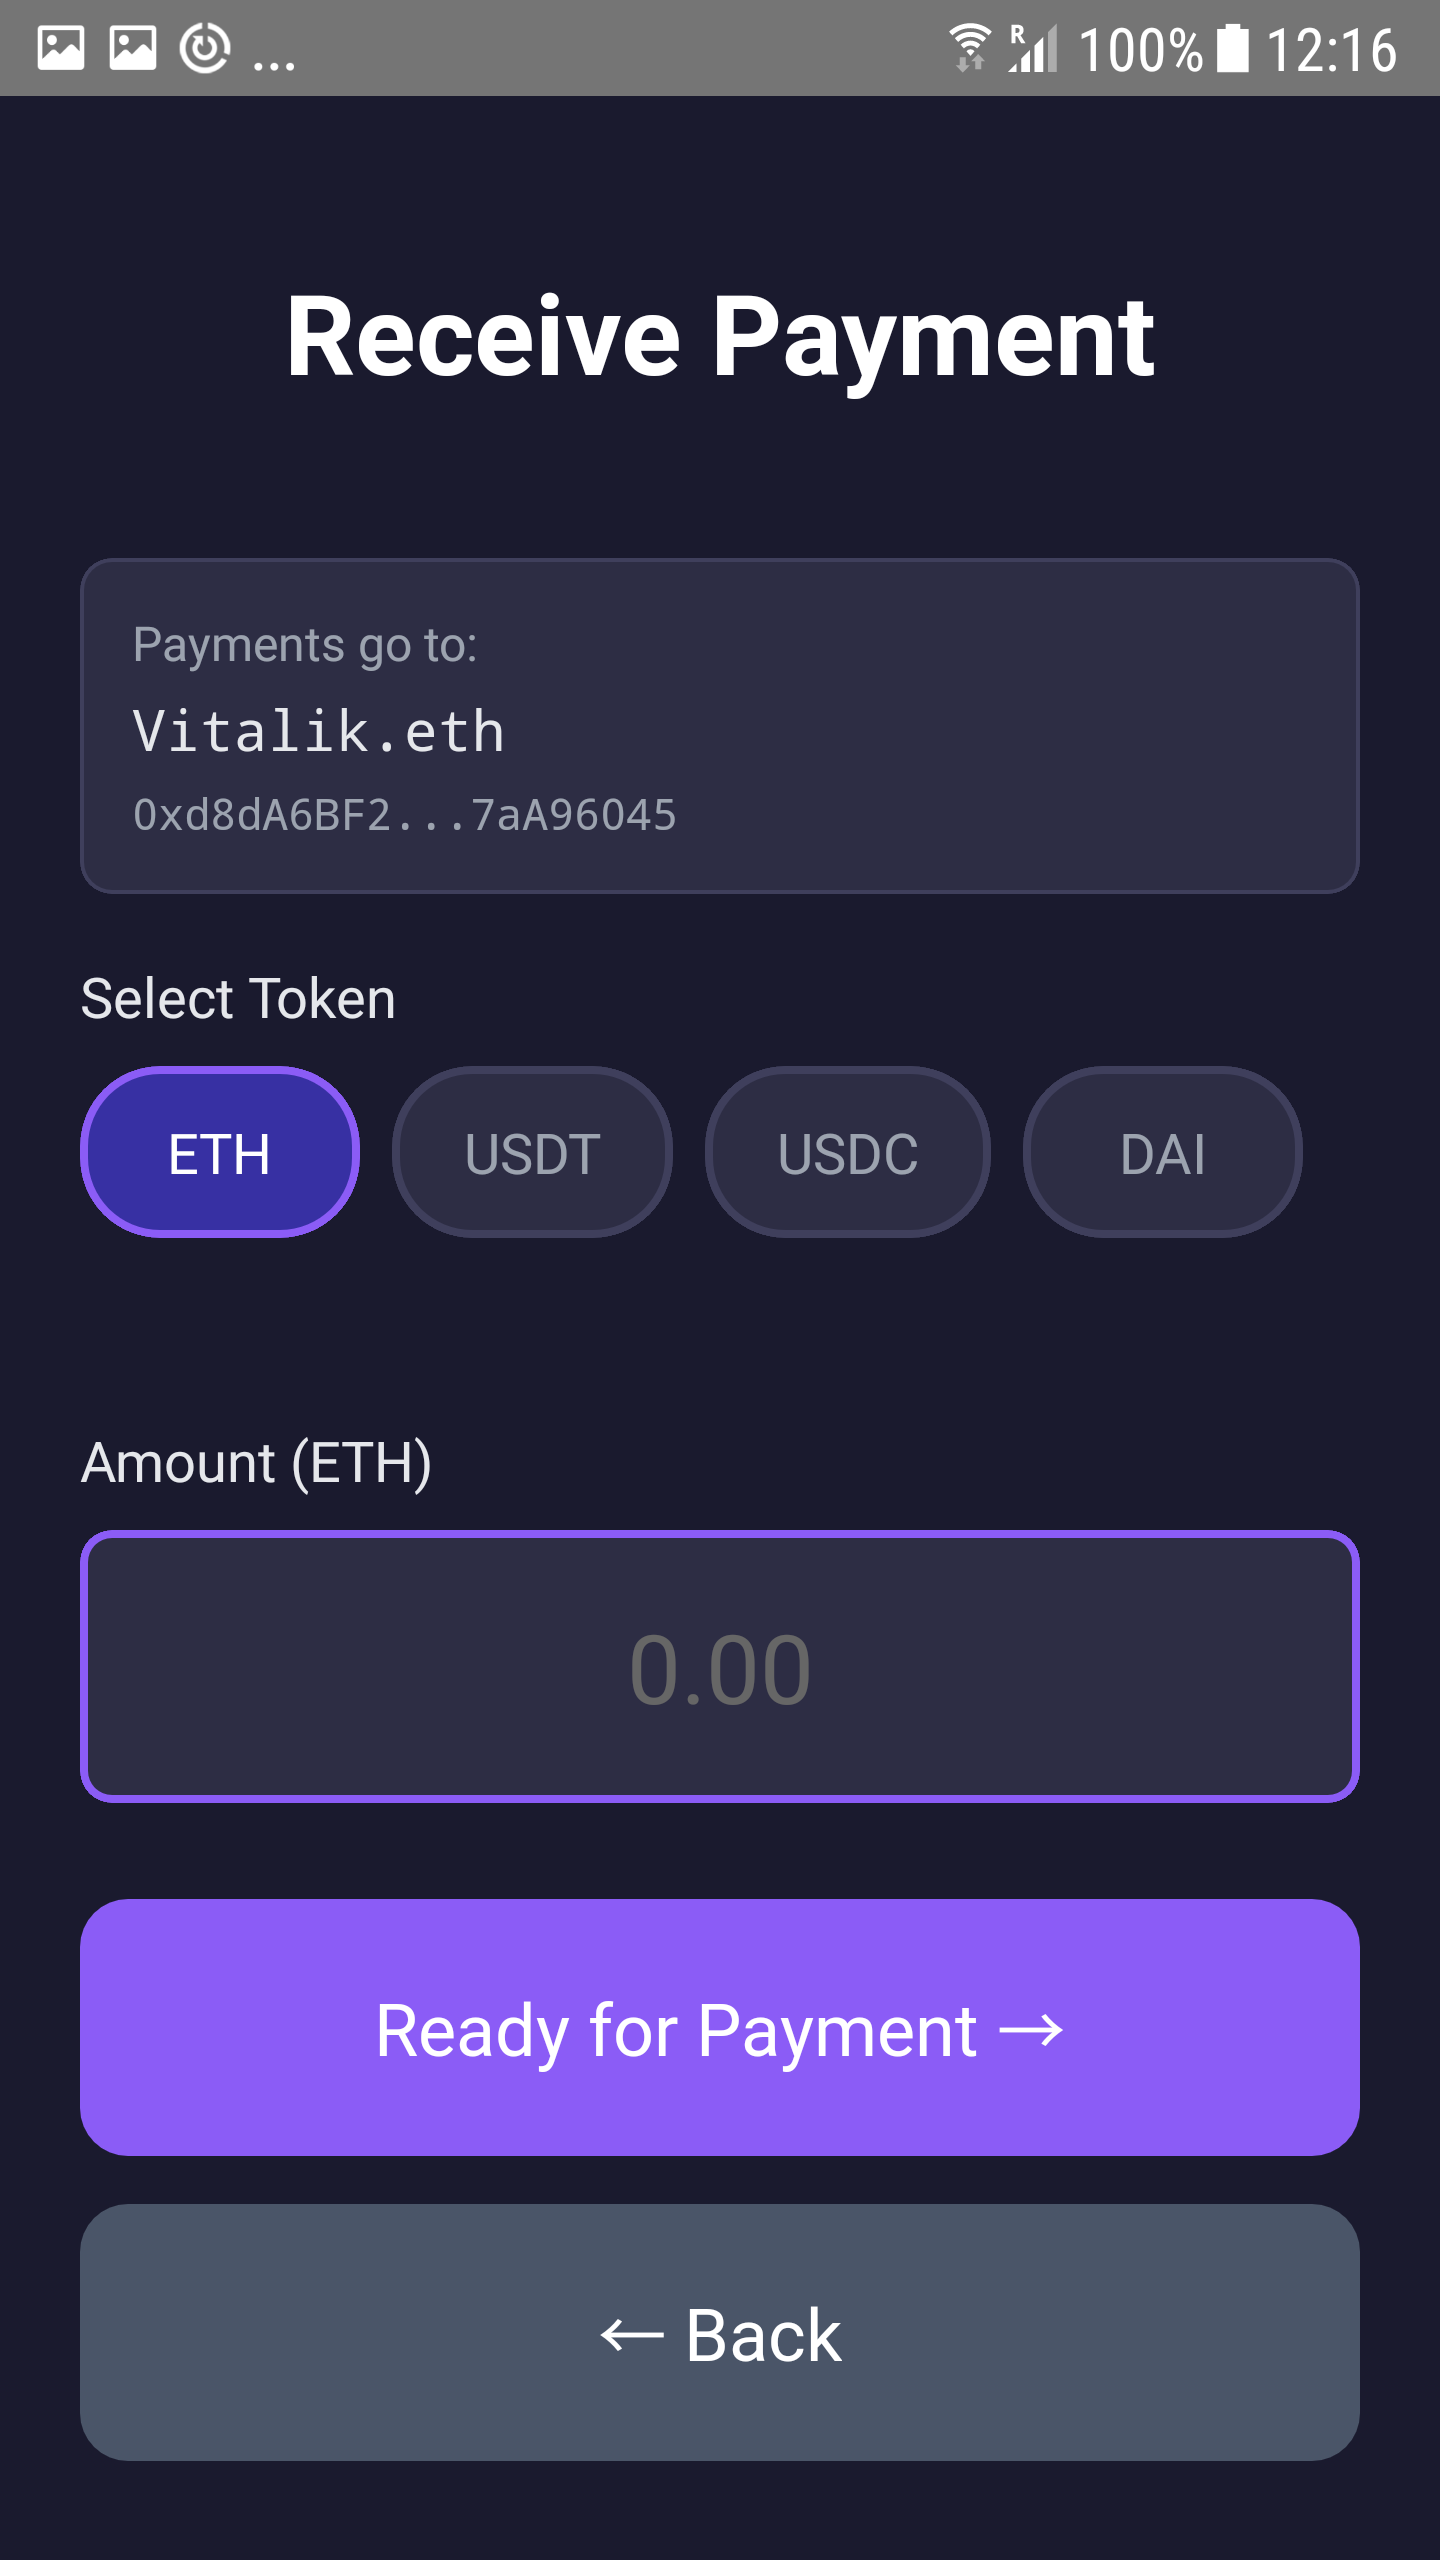 ... R 100% 12:16
Receive Payment
Payments go to:
Vitalik.eth
0xd8dA6BF2...7aA96045
Select Token
ETH USDT USDC DAI
Amount (ETH)
0.00
Ready for Payment →
← Back